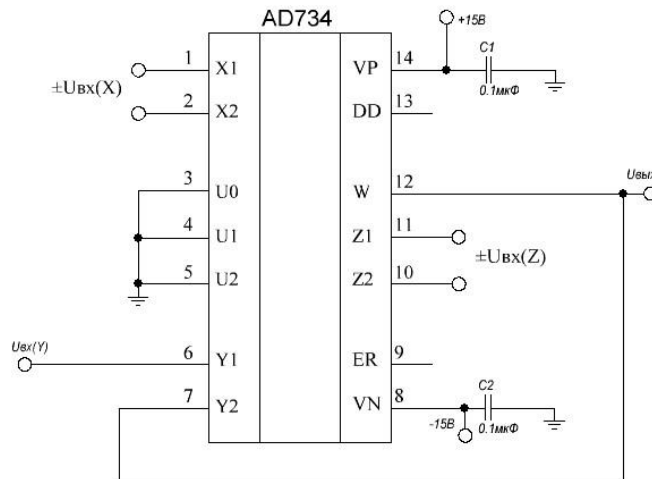 AD734
+15В
C1
0.1мкФ
1 X1 VP 14
±Uвх(X)
2 X2 DD 13
3 U0 W 12
Uвых
4 U1 Z1 11
±Uвх(Z)
5 U2 Z2 10
Uвх(Y)
6 Y1 ER 9
7 Y2 VN 8
C2
-15В
0.1мкФ